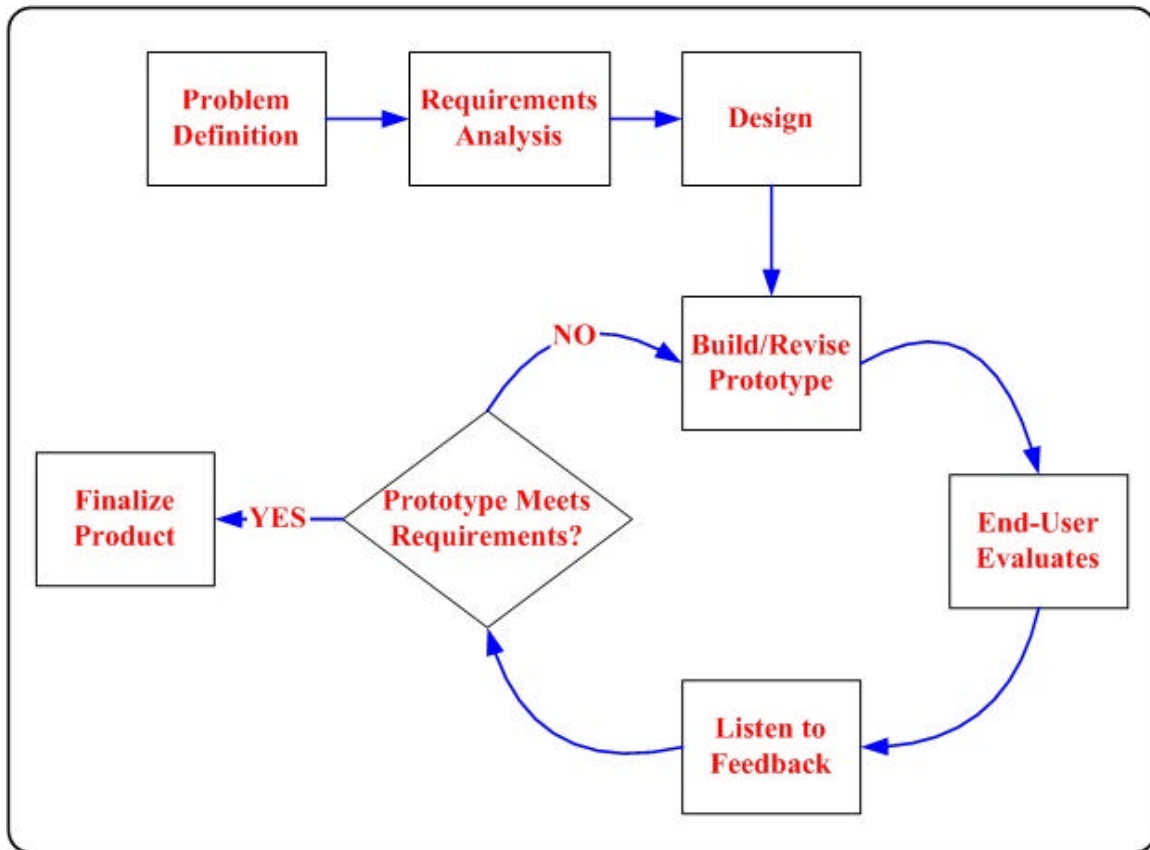 Problem
Definition
Requirements
Analysis
Design
Build/Revise
Prototype
End-User
Evaluates
Listen to
Feedback
Prototype Meets
Requirements?
NO
YES
Finalize
Product